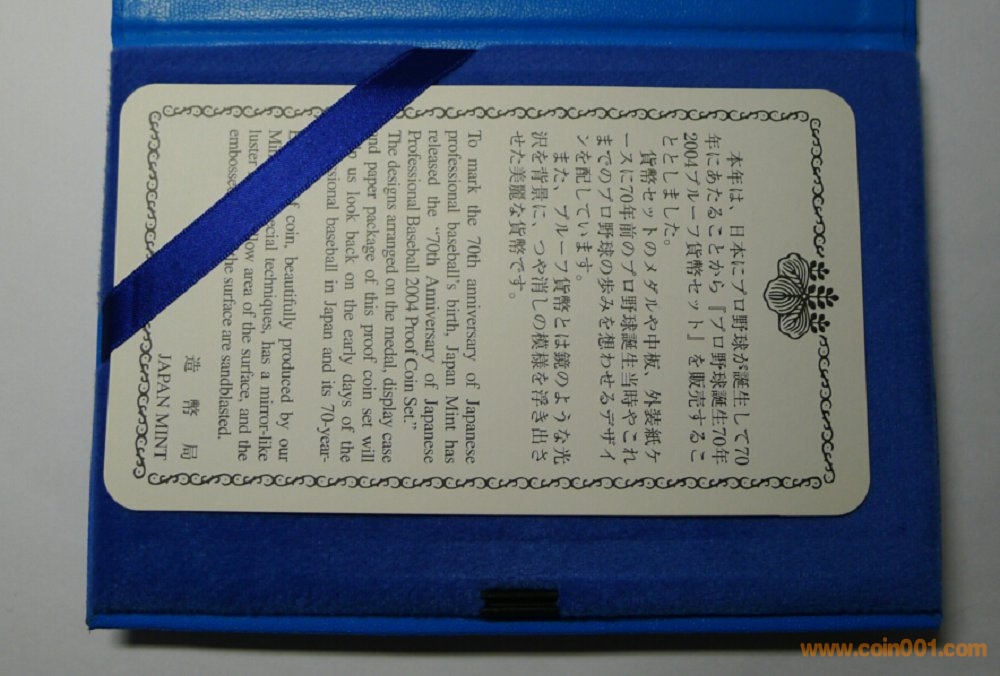 本年は、日本にプロ野球が誕生して70
年にあたることから『プロ野球誕生70年
2004プルーフ貨幣セット』を販売するこ
ととしました。
貨幣セットのメダルや中板、外装紙ケ
ースに70年前のプロ野球誕生当時やこれ
までのプロ野球の歩みを想わせるデザイ
ンを配しています。
また、プルーフ貨幣とは鏡のような光
沢を背景に、つや消しの模様を浮き出さ
せた美麗な貨幣です。
To mark the 70th anniversary of Japanese
professional baseball's birth, Japan Mint has
released the “70th Anniversary of Japanese
Professional Baseball 2004 Proof Coin Set.”
The designs arranged on the medal, display case
and paper package of this proof coin set will
us look back on the early days of the
baseball in Japan and its 70-year-
of coin, beautifully produced by our
techniques, has a mirror-like
luster area of the surface, and the
the surface are sandblasted.
造幣局
JAPAN MINT
www.coin001.com